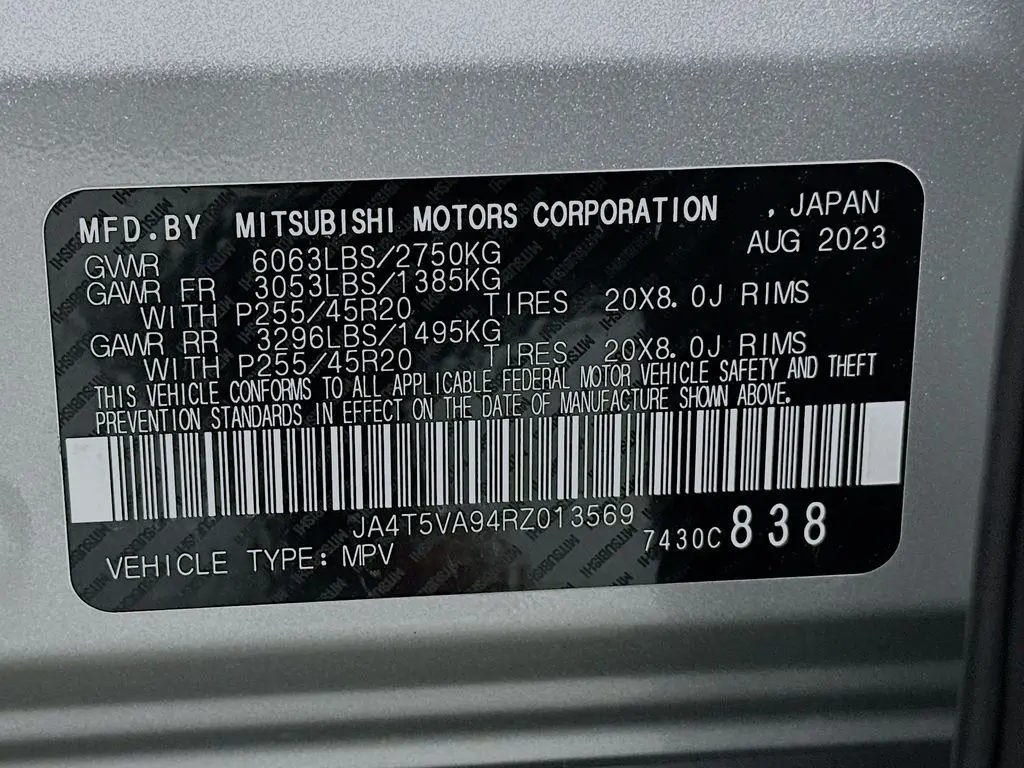 MFD.BY MITSUBISHI MOTORS CORPORATION , JAPAN
AUG 2023
GVWR 6063LBS/2750KG
GAWR FR 3053LBS/1385KG
WITH P255/45R20 TIRES 20X8.0J RIMS
GAWR RR 3296LBS/1495KG
WITH P255/45R20 TIRES 20X8.0J RIMS
THIS VEHICLE CONFORMS TO ALL APPLICABLE FEDERAL MOTOR VEHICLE SAFETY AND THEFT
PREVENTION STANDARDS IN EFFECT ON THE DATE OF MANUFACTURE SHOWN ABOVE.
JA4T5VA94RZ013569
7430C 838
VEHICLE TYPE: MPV